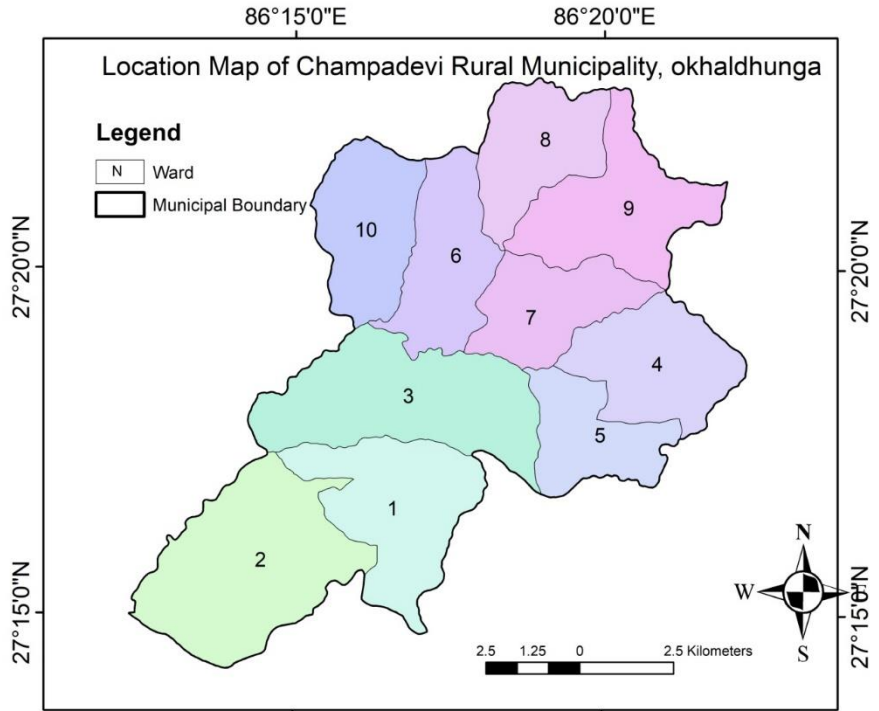 86°15'0"E 86°20'0"E
Location Map of Champadevi Rural Municipality, okhaldhunga
Legend
N Ward
Municipal Boundary
8
9
10
6
27°20'0"N 27°20'0"N
7
4
3
5
1
2
N
W E
S
27°15'0"N 27°15'0"N
2.5 1.25 0 2.5 Kilometers